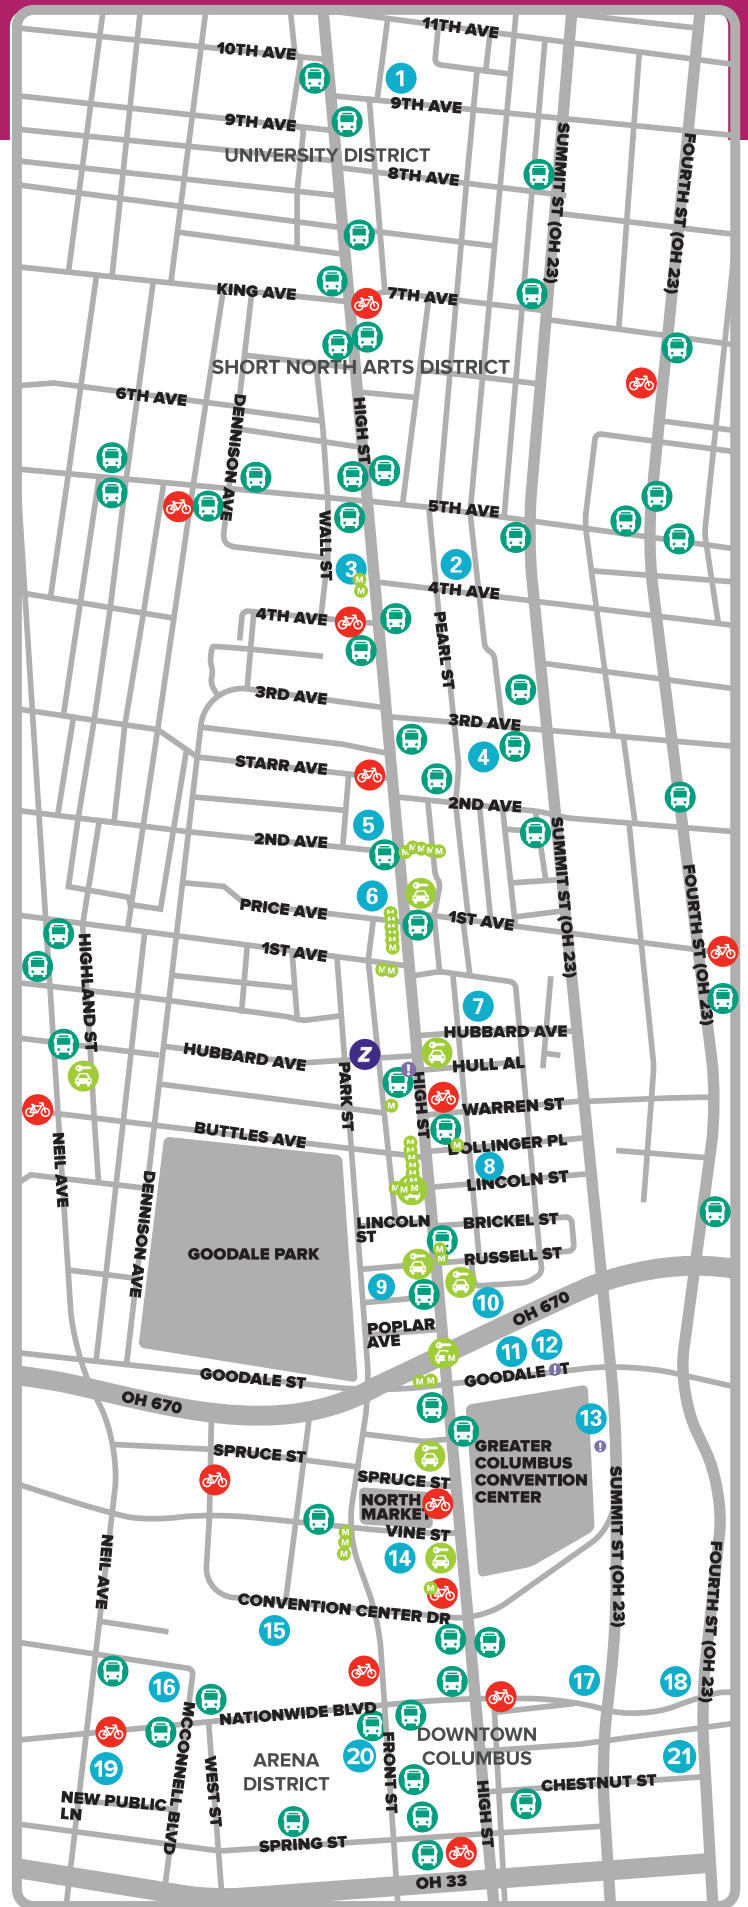 11TH AVE
10TH AVE
1
9TH AVE
9TH AVE
UNIVERSITY DISTRICT
8TH AVE
SUMMIT ST (OH 23)
FOURTH ST (OH 23)
KING AVE
7TH AVE
SHORT NORTH ARTS DISTRICT
6TH AVE
DENNISON AVE
HIGH ST
5TH AVE
WALL ST
3
2
M
M
4TH AVE
4TH AVE
PEARL ST
3RD AVE
3RD AVE
4
STARR AVE
2ND AVE
5
2ND AVE
M M M M M
SUMMIT ST (OH 23)
FOURTH ST (OH 23)
6
PRICE AVE
1ST AVE
M
M
M
M
M
1ST AVE
M M
HIGHLAND ST
7
HUBBARD AVE
HUBBARD AVE
Z
!
HULL AL
PARK ST
HIGH ST
M
WARREN ST
BUTTLES AVE
M
DOLLINGER PL
NEIL AVE
8
LINCOLN ST
M
M
M
M
M
M M M
DENNISON AVE
LINCOLN
ST
BRICKEL ST
GOODALE PARK
M
M
RUSSELL ST
9
10
OH 670
POPLAR
AVE
11
12
M
GOODALE ST
!
GOODALE ST
M M
OH 670
13
!
GREATER
COLUMBUS
CONVENTION
CENTER
SPRUCE ST
SPRUCE ST
NORTH
MARKET
SUMMIT ST (OH 23)
VINE ST
M
M
M
14
NEIL AVE
FOURTH ST (OH 23)
M
CONVENTION CENTER DR
15
16
17
18
NATIONWIDE BLVD
MCCONNELL BLVD
19
WEST ST
ARENA
DISTRICT
20
FRONT ST
DOWNTOWN
COLUMBUS
21
CHESTNUT ST
HIGH ST
NEW PUBLIC
LN
SPRING ST
OH 33